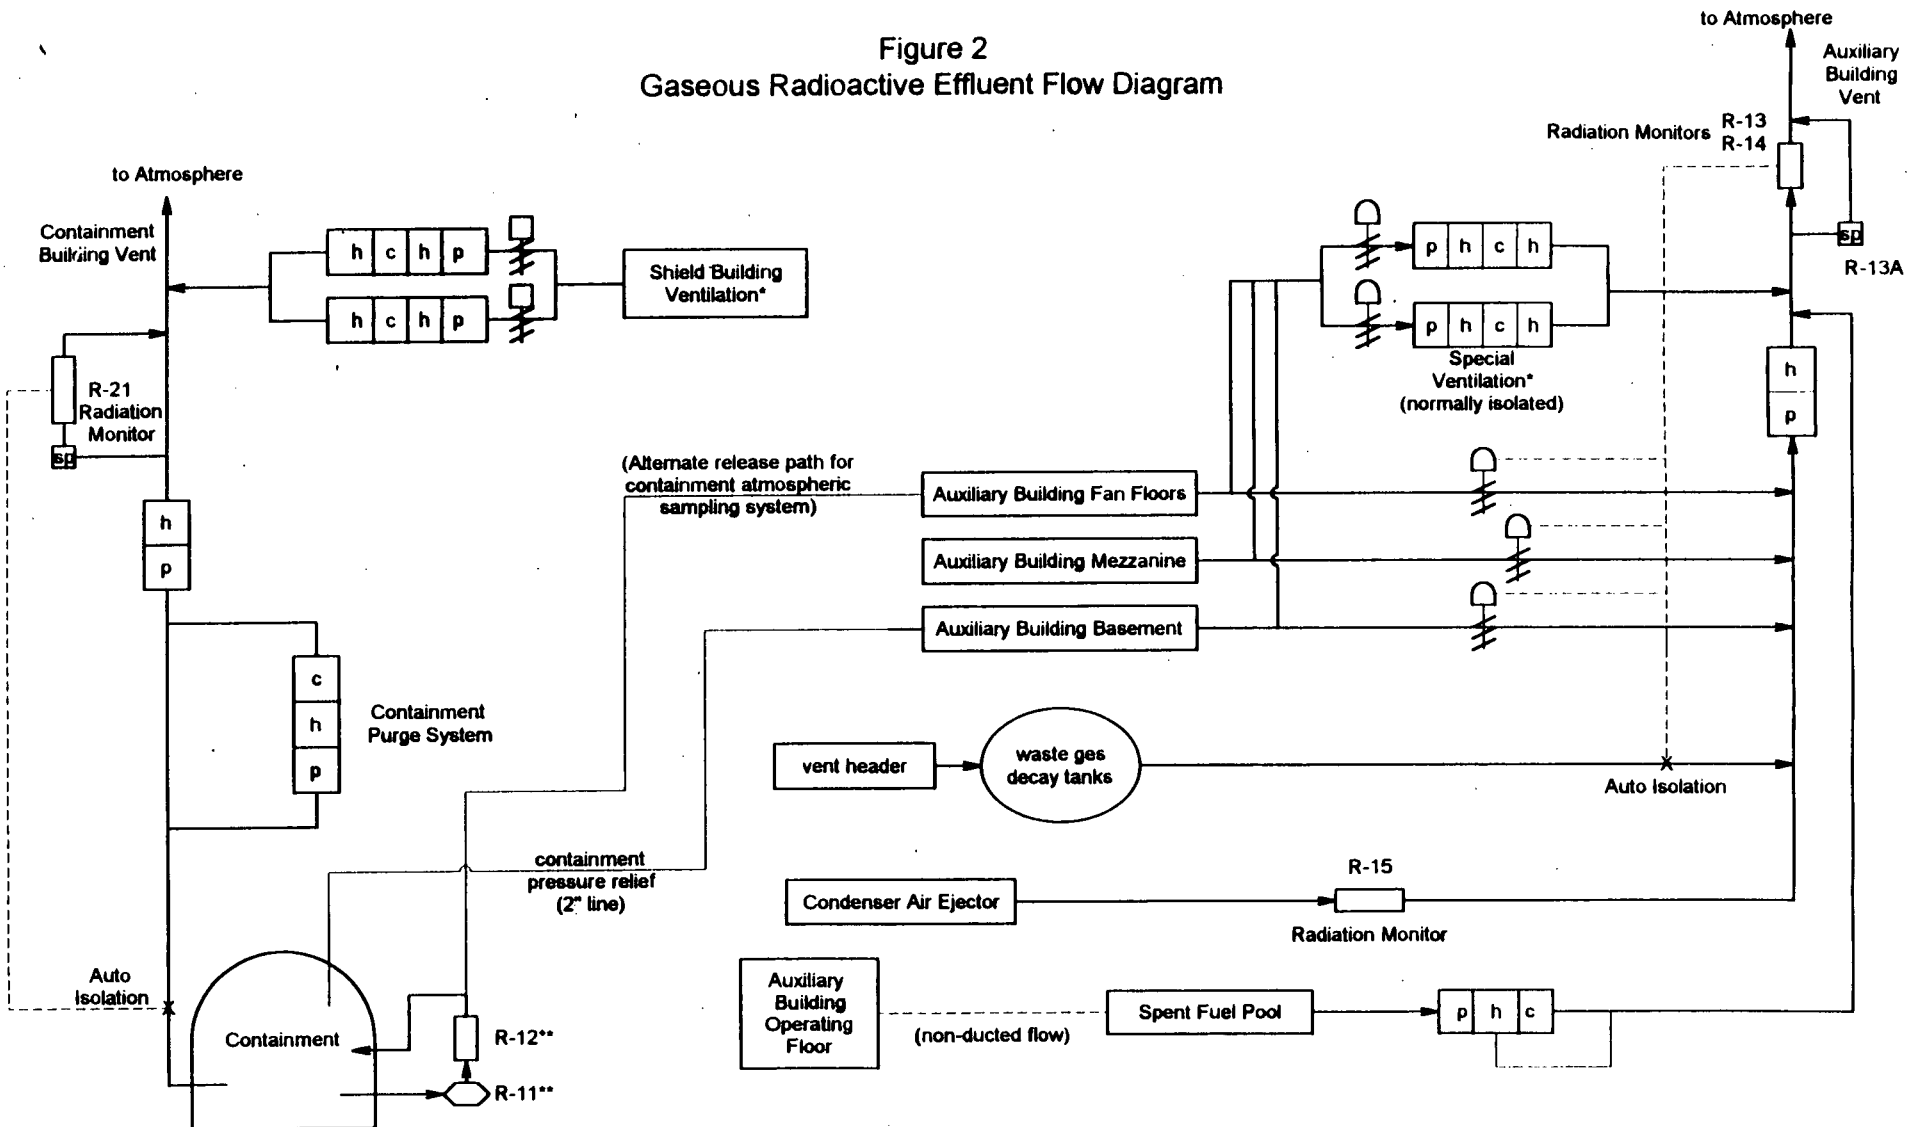 Figure 2
Gaseous Radioactive Effluent Flow Diagram
to Atmosphere
Auxiliary
Building
Vent
Radiation Monitors
R-13
R-14
sp
R-13A
to Atmosphere
Containment
Building Vent
h c h p
h c h p
Shield Building
Ventilation*
R-21
Radiation
Monitor
sp
h
p
c
h
p
Containment
Purge System
p h c h
p h c h
Special
Ventilation*
(normally isolated)
h
p
(Alternate release path for
containment atmospheric
sampling system)
Auxiliary Building Fan Floors
Auxiliary Building Mezzanine
Auxiliary Building Basement
vent header
waste ges
decay tanks
Auto Isolation
containment
pressure relief
(2" line)
Condenser Air Ejector
R-15
Radiation Monitor
Auto
Isolation
Containment
R-12**
R-11**
Auxiliary
Building
Operating
Floor
(non-ducted flow)
Spent Fuel Pool
p h c